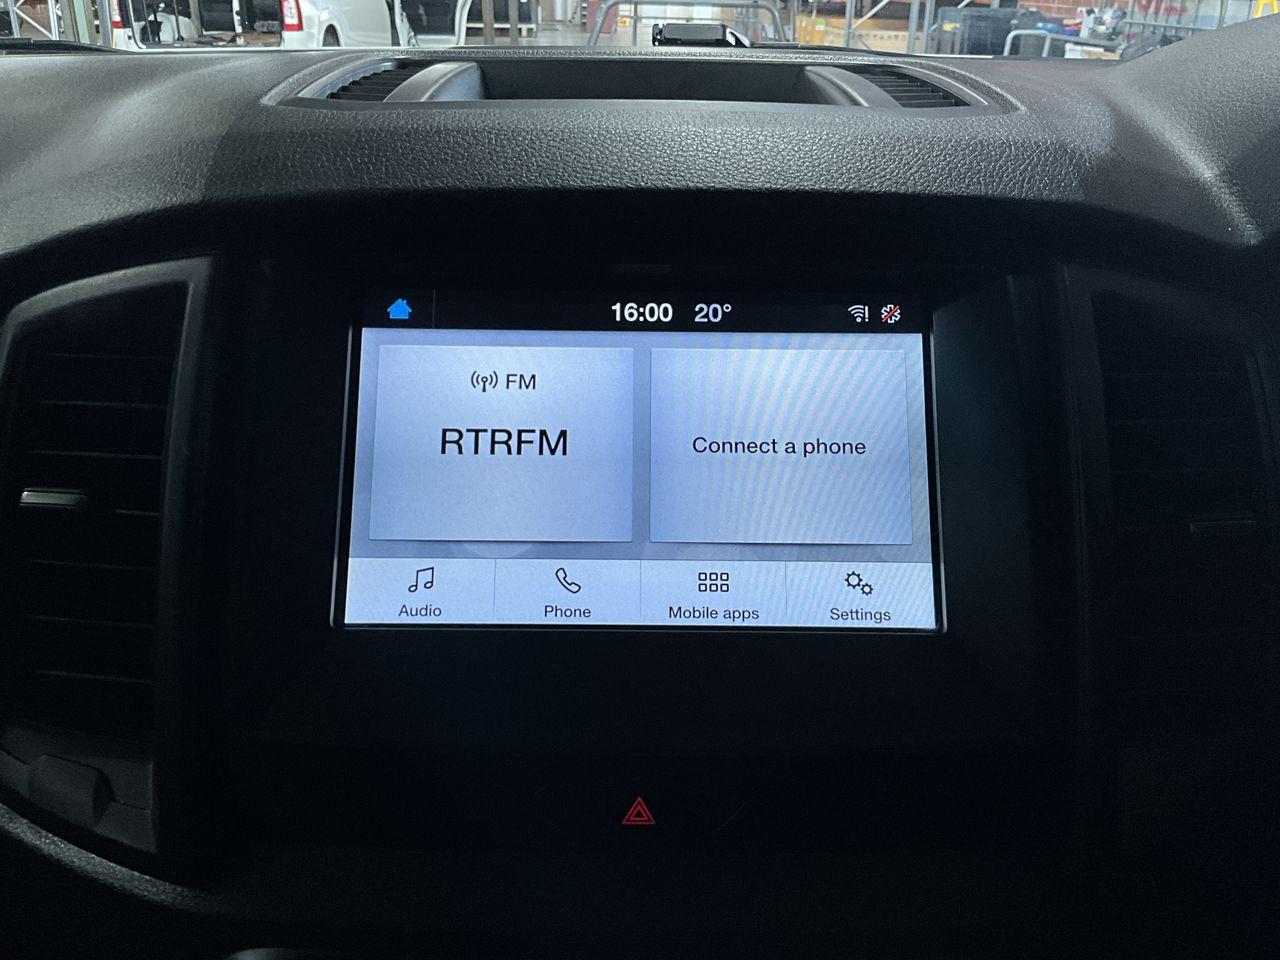 16:00 20°
FM
RTRFM
Connect a phone
Audio
Phone
Mobile apps
Settings